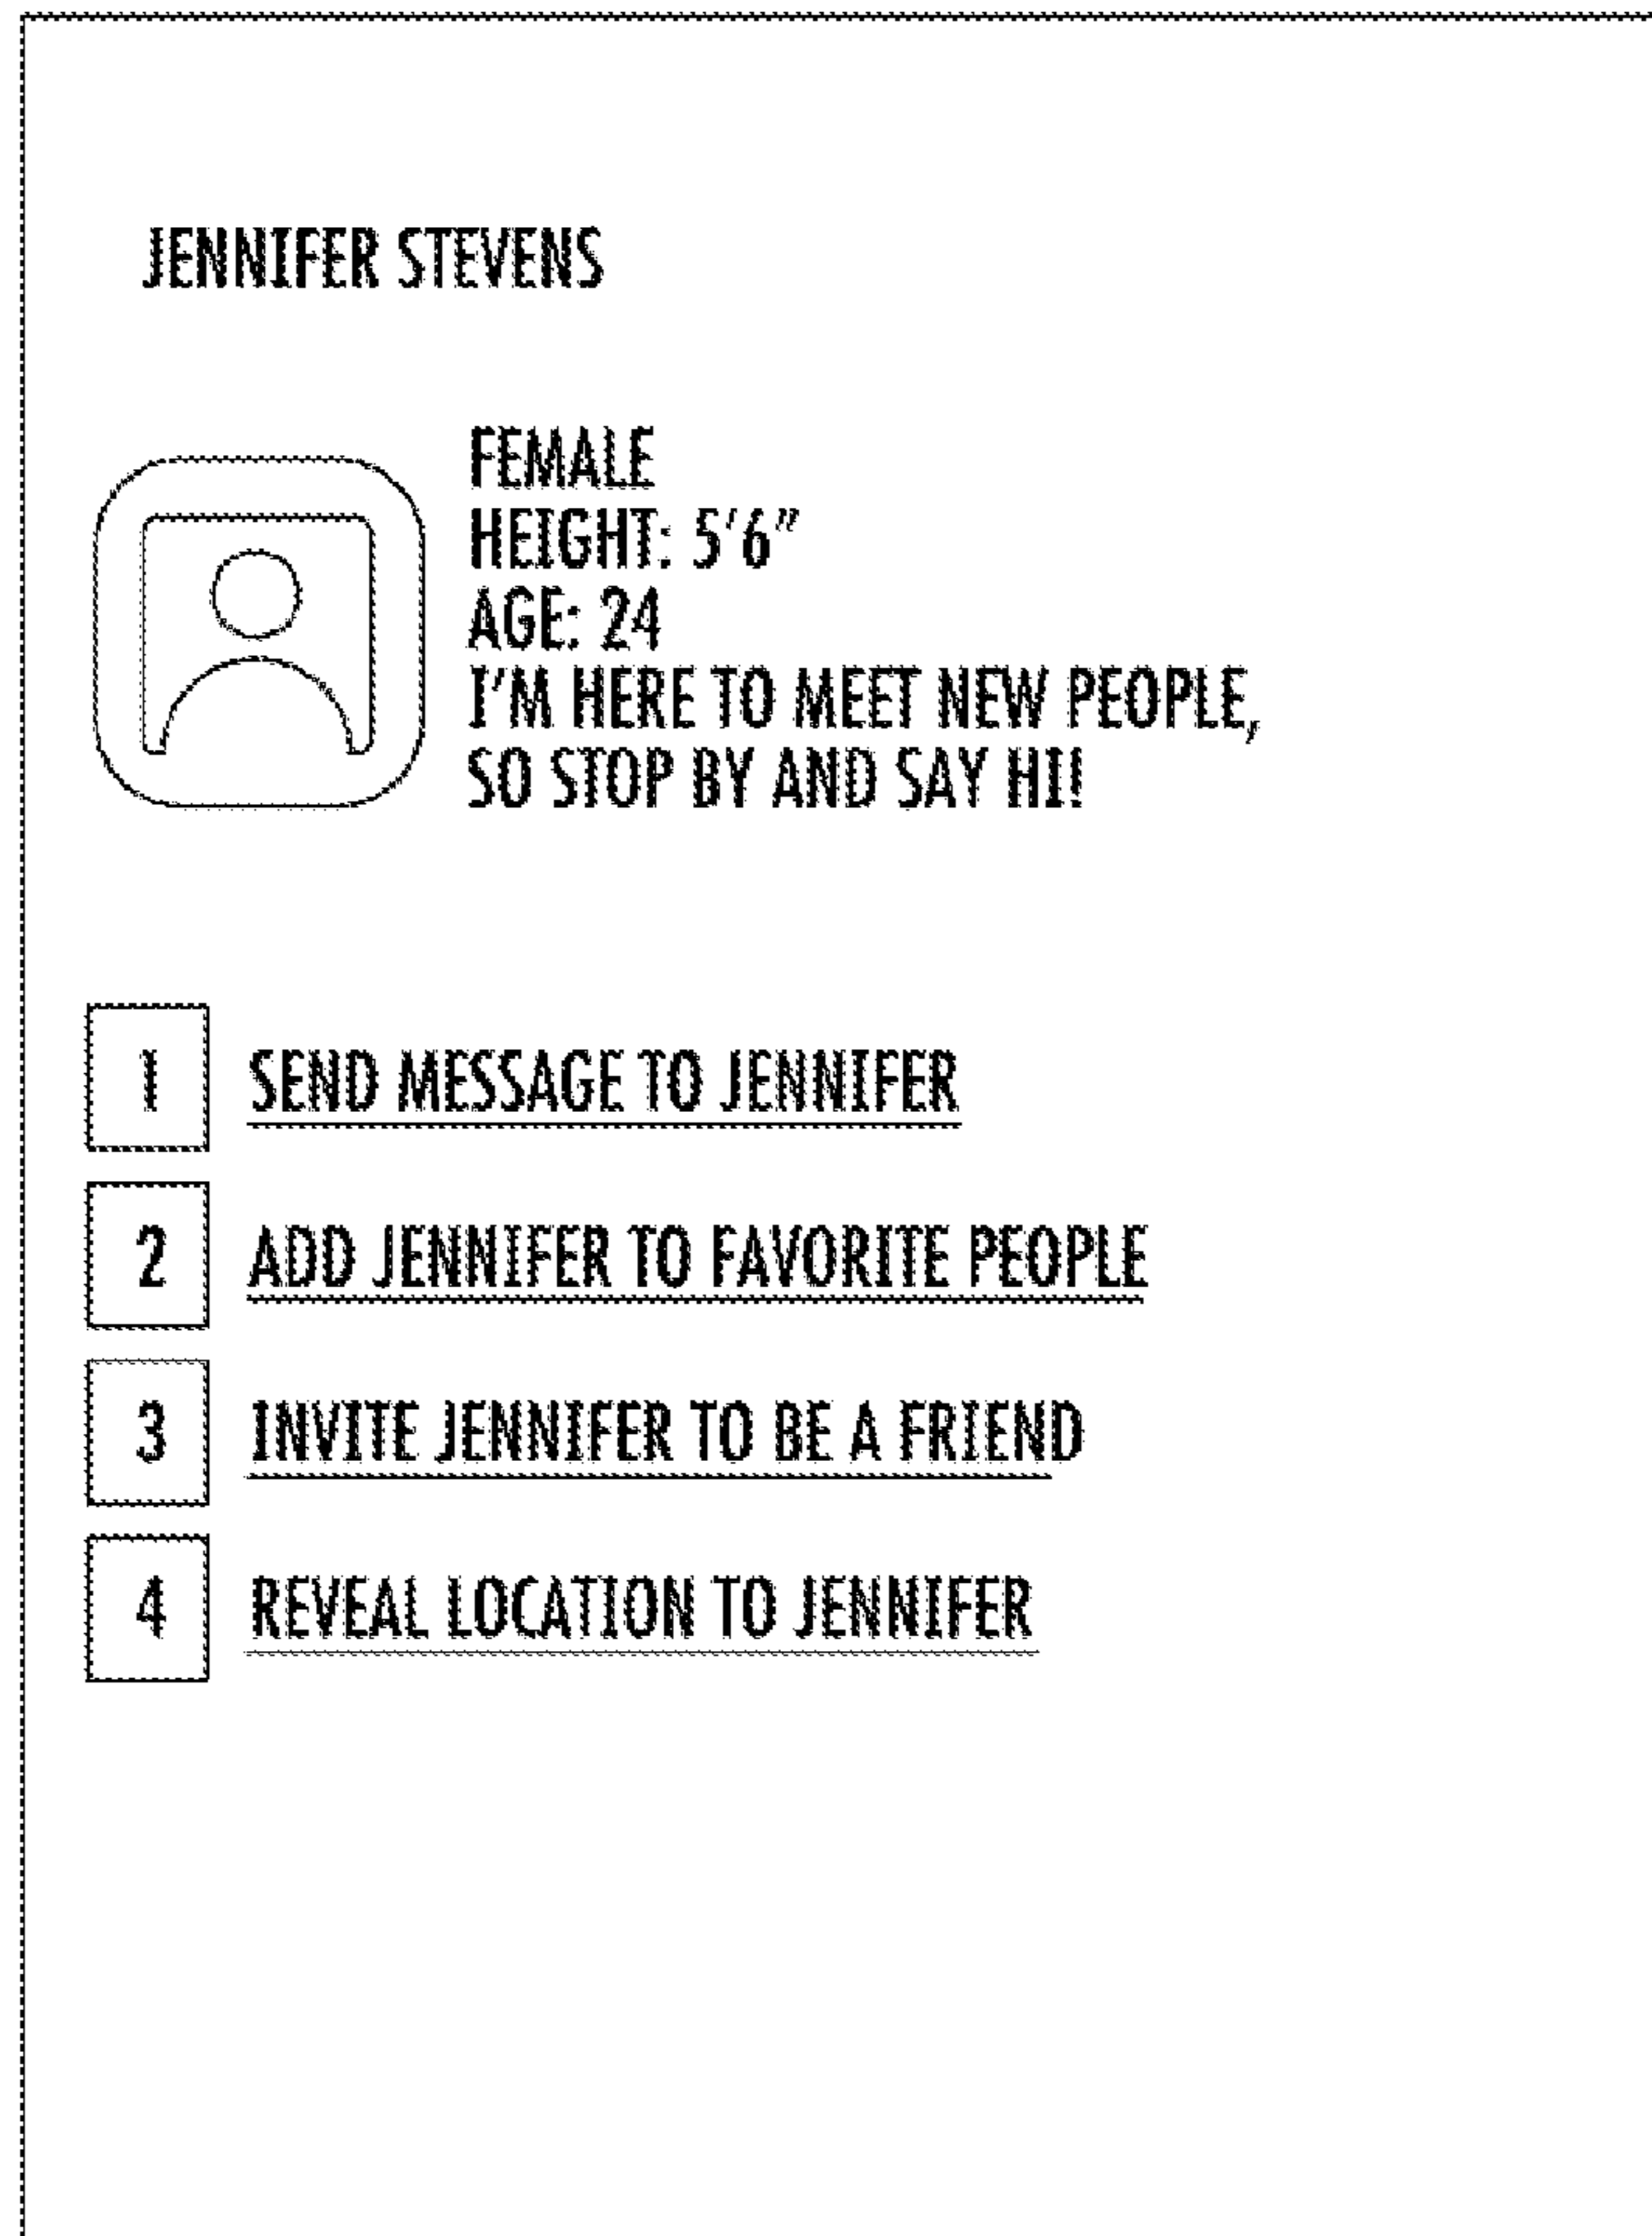 JENNIFER STEVENS
FEMALE
HEIGHT: 5'6"
AGE: 24
I'M HERE TO MEET NEW PEOPLE,
SO STOP BY AND SAY HI!
1 SEND MESSAGE TO JENNIFER
2 ADD JENNIFER TO FAVORITE PEOPLE
3 INVITE JENNIFER TO BE A FRIEND
4 REVEAL LOCATION TO JENNIFER